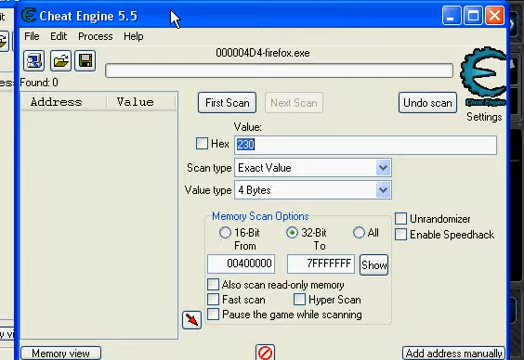 Cheat Engine 5.5
File Edit Process Help
000004D4-firefox.exe
Found: 0
Address Value
First Scan Next Scan Undo scan
Cheat Engine
Settings
Value:
Hex 230
Scan type Exact Value
Value type 4 Bytes
Memory Scan Options
16-Bit 32-Bit All
From To
00400000 7FFFFFFF Show
Also scan read-only memory
Fast scan Hyper Scan
Pause the game while scanning
Unrandomizer
Enable Speedhack
Memory view Add address manually